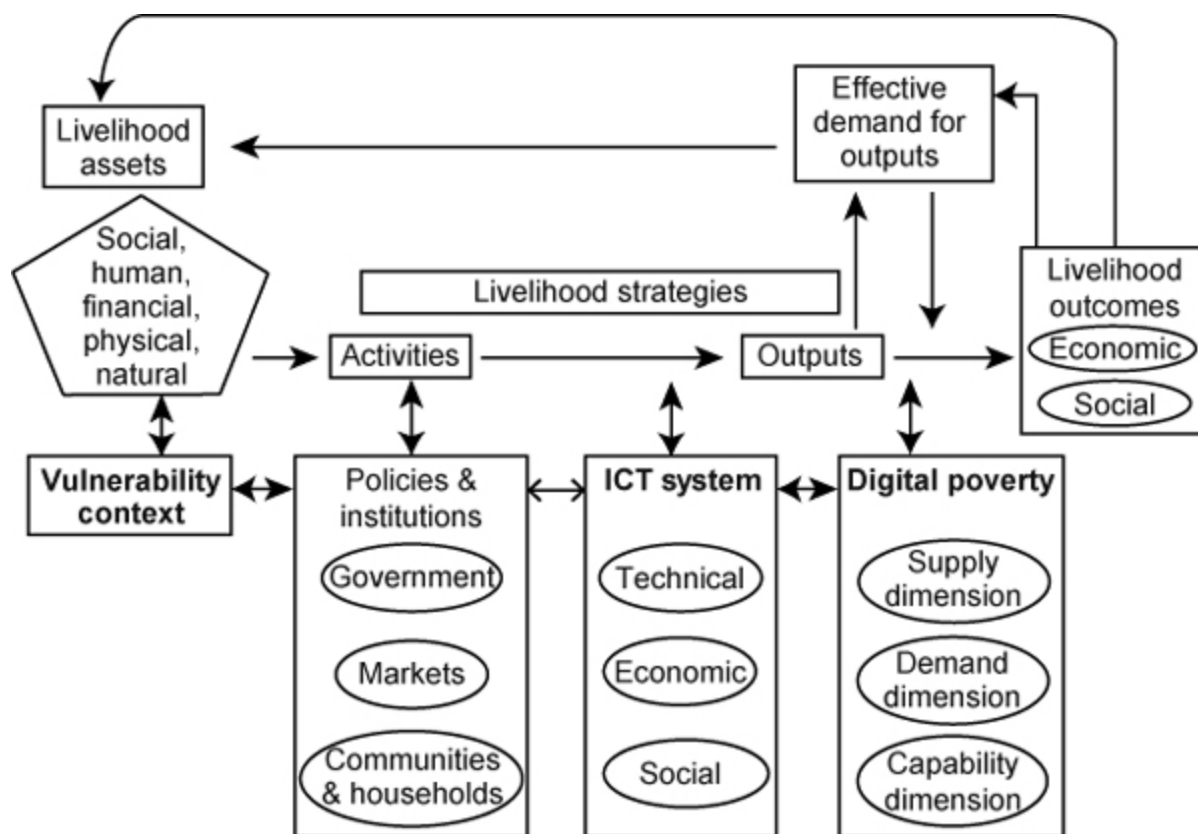 Livelihood
assets
Effective
demand for
outputs
Social,
human,
financial,
physical,
natural
Livelihood strategies
Activities
Outputs
Livelihood
outcomes
Economic
Social
Vulnerability
context
Policies &
institutions
Government
Markets
Communities
& households
ICT system
Technical
Economic
Social
Digital poverty
Supply
dimension
Demand
dimension
Capability
dimension